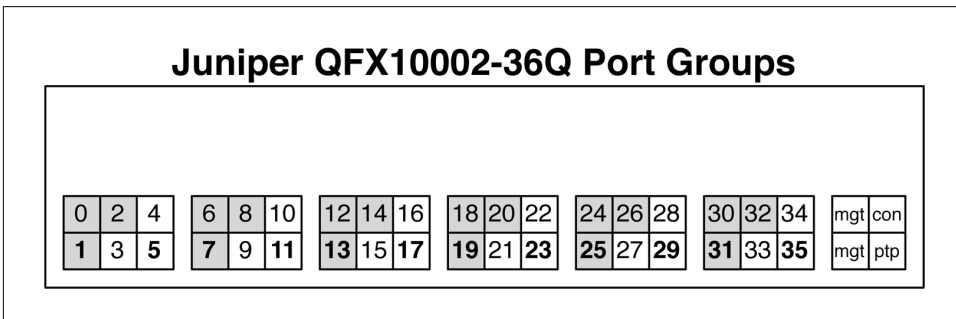 Juniper QFX10002-36Q Port Groups
0 2 4 6 8 10 12 14 16 18 20 22 24 26 28 30 32 34 mgt con
1 3 5 7 9 11 13 15 17 19 21 23 25 27 29 31 33 35 mgt ptp